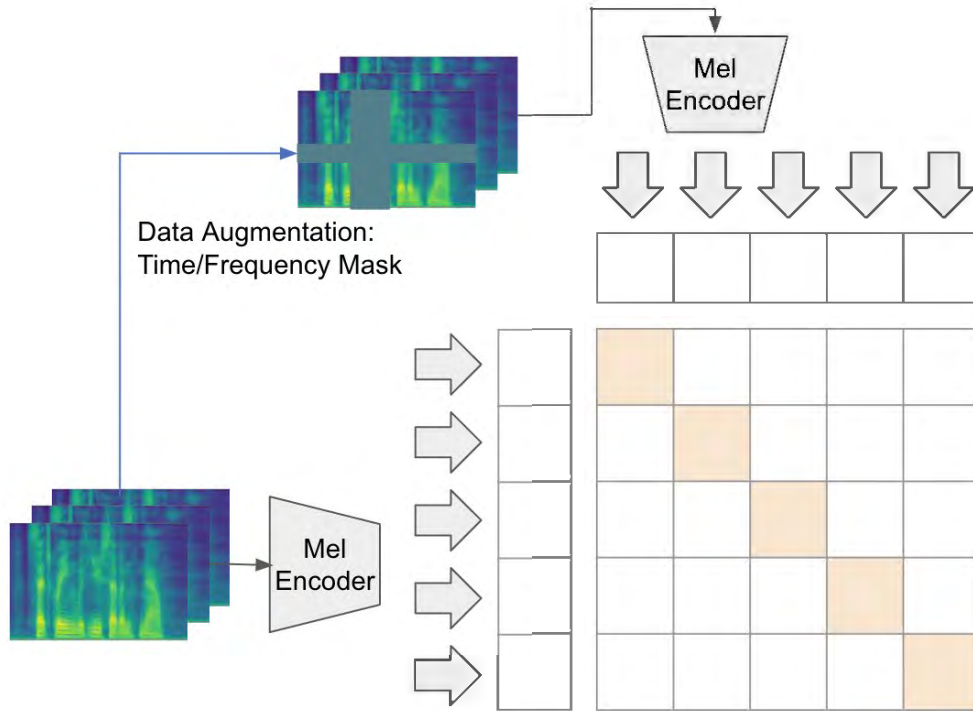 Mel
Encoder
Data Augmentation:
Time/Frequency Mask
Mel
Encoder